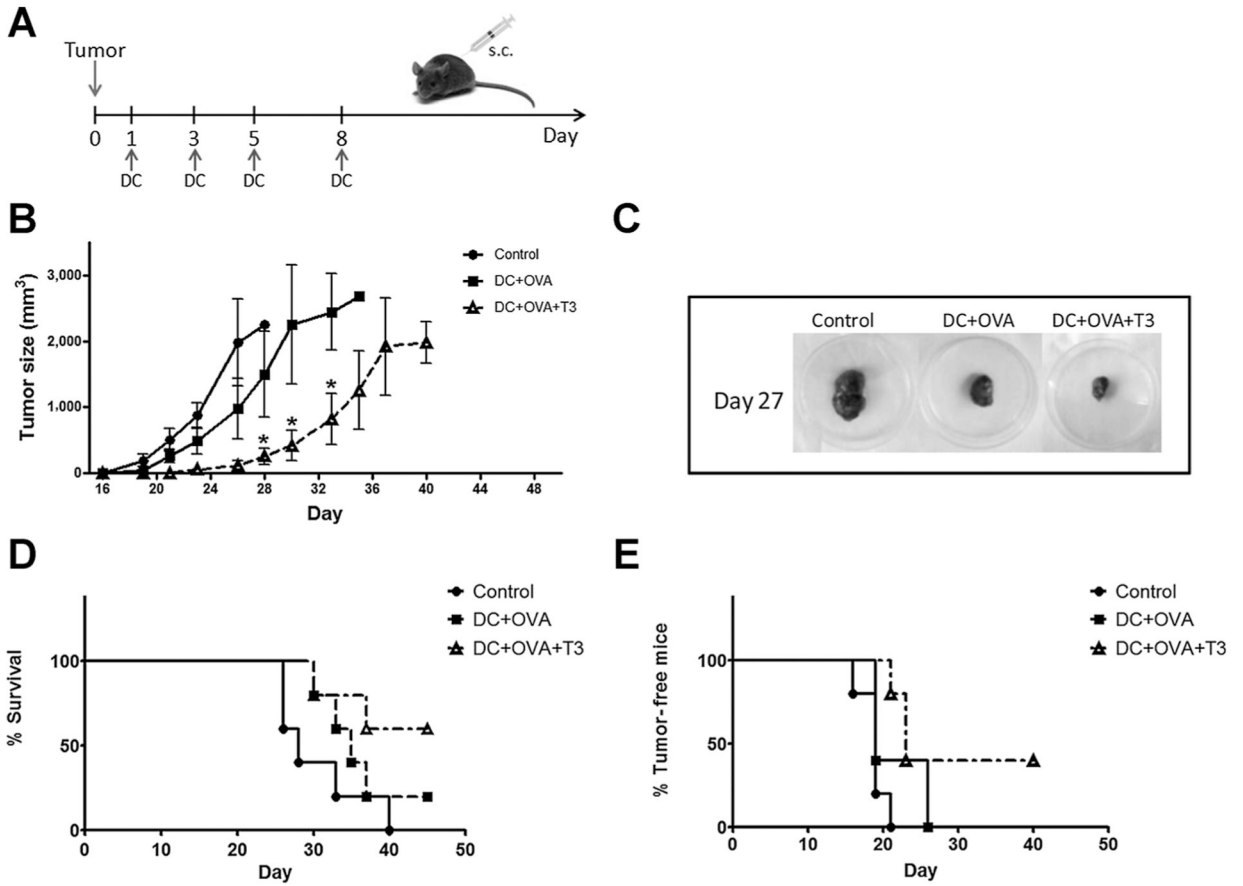 A
Tumor
s.c.
0 1 3 5 8 Day
DC DC DC DC
B
Tumor size (mm³)
3,000
2,000
1,000
0
16 20 24 28 32 36 40 44 48
Day
Control
DC+OVA
DC+OVA+T3
*
*
*
C
Control DC+OVA DC+OVA+T3
Day 27
D
% Survival
100
50
0
0 10 20 30 40 50
Day
Control
DC+OVA
DC+OVA+T3
E
% Tumor-free mice
100
50
0
0 10 20 30 40 50
Day
Control
DC+OVA
DC+OVA+T3